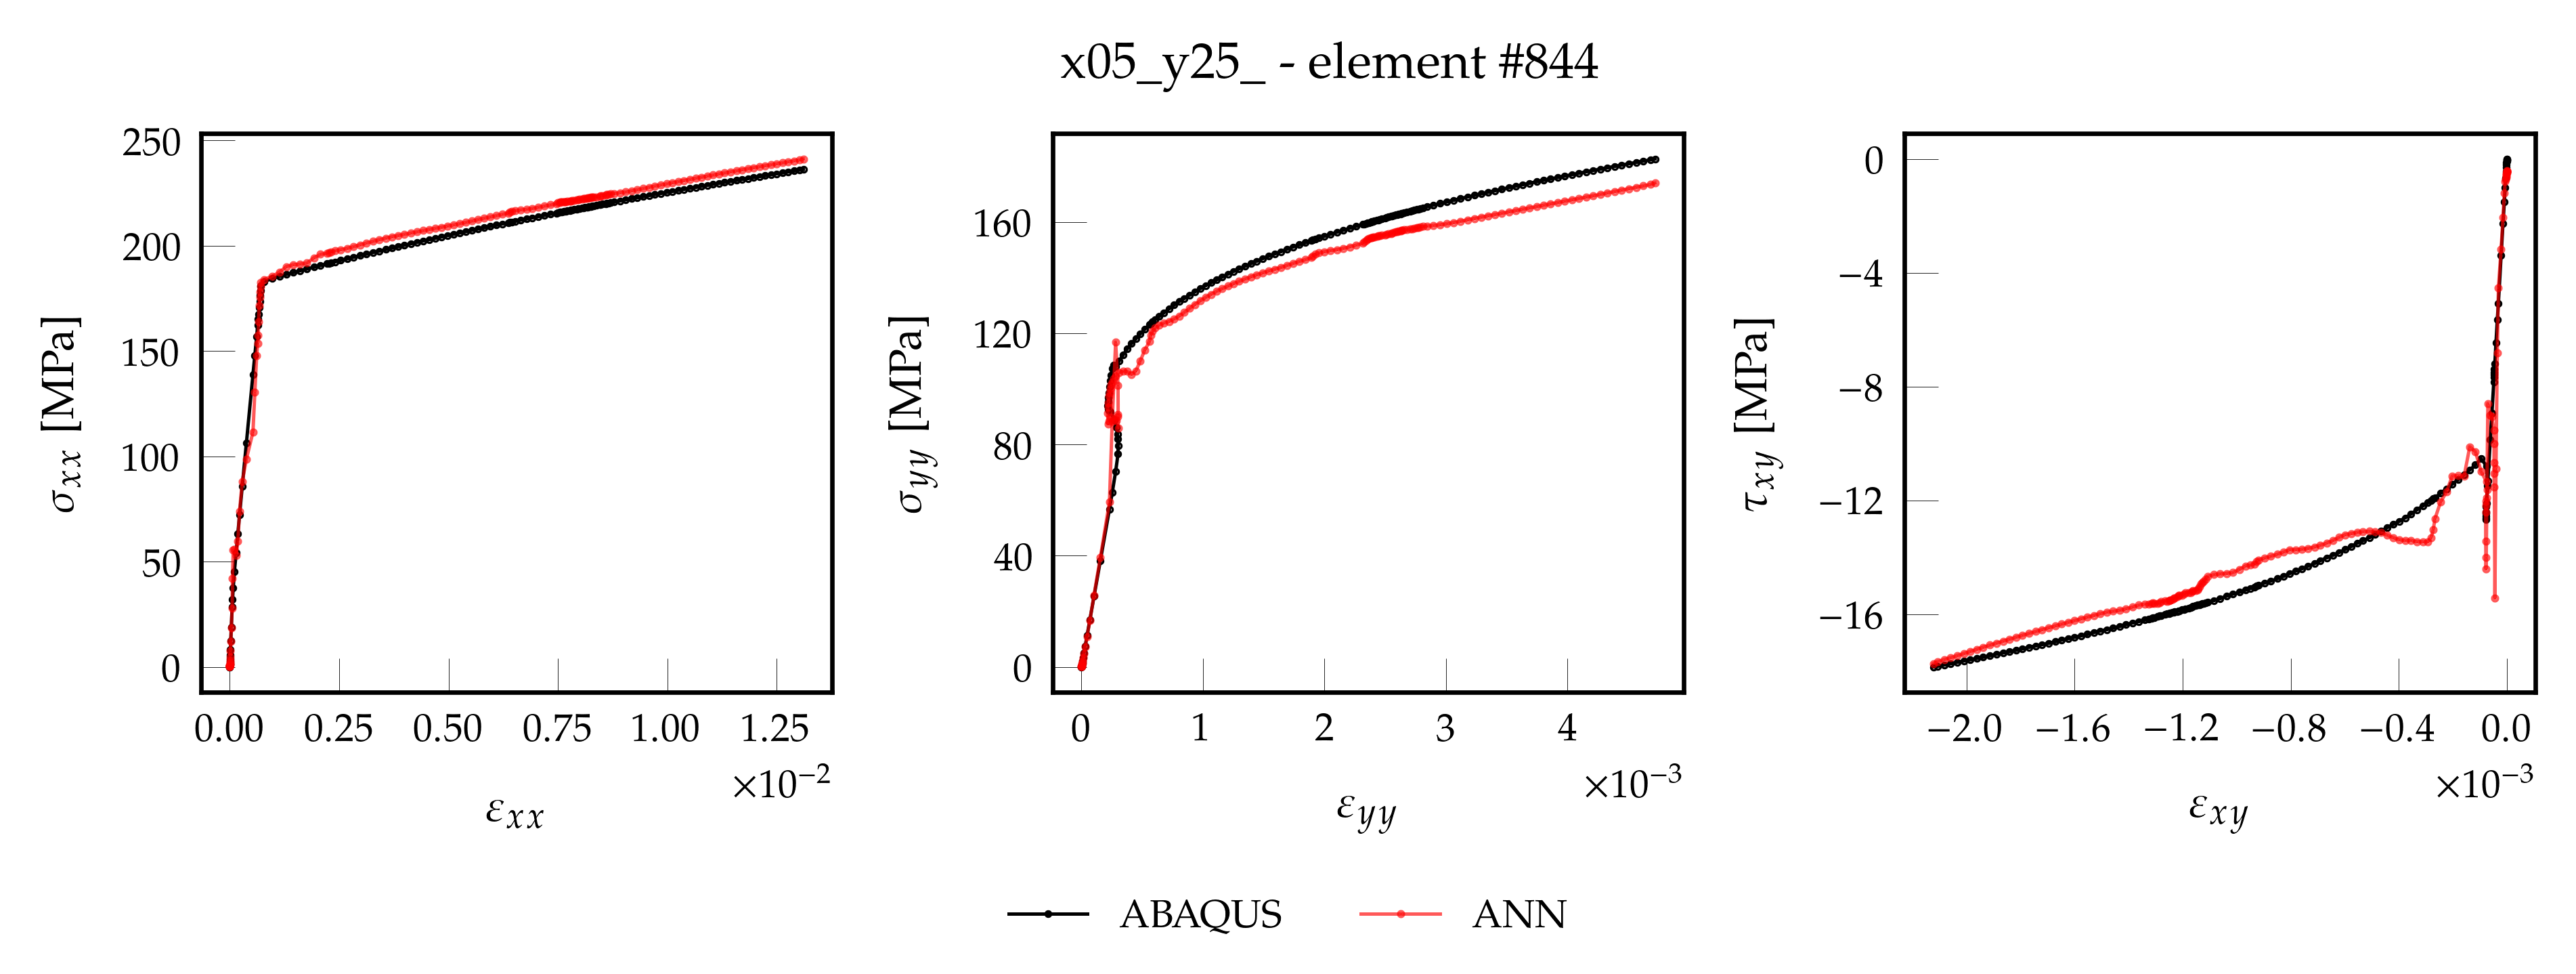 x05_y25_ - element #844
250
200
150
100
50
0
σxx [MPa]
0.00 0.25 0.50 0.75 1.00 1.25
×10−2
εxx
160
120
80
40
0
σyy [MPa]
0 1 2 3 4
×10−3
εyy
0
−4
−8
−12
−16
τxy [MPa]
−2.0 −1.6 −1.2 −0.8 −0.4 0.0
×10−3
εxy
ABAQUS ANN